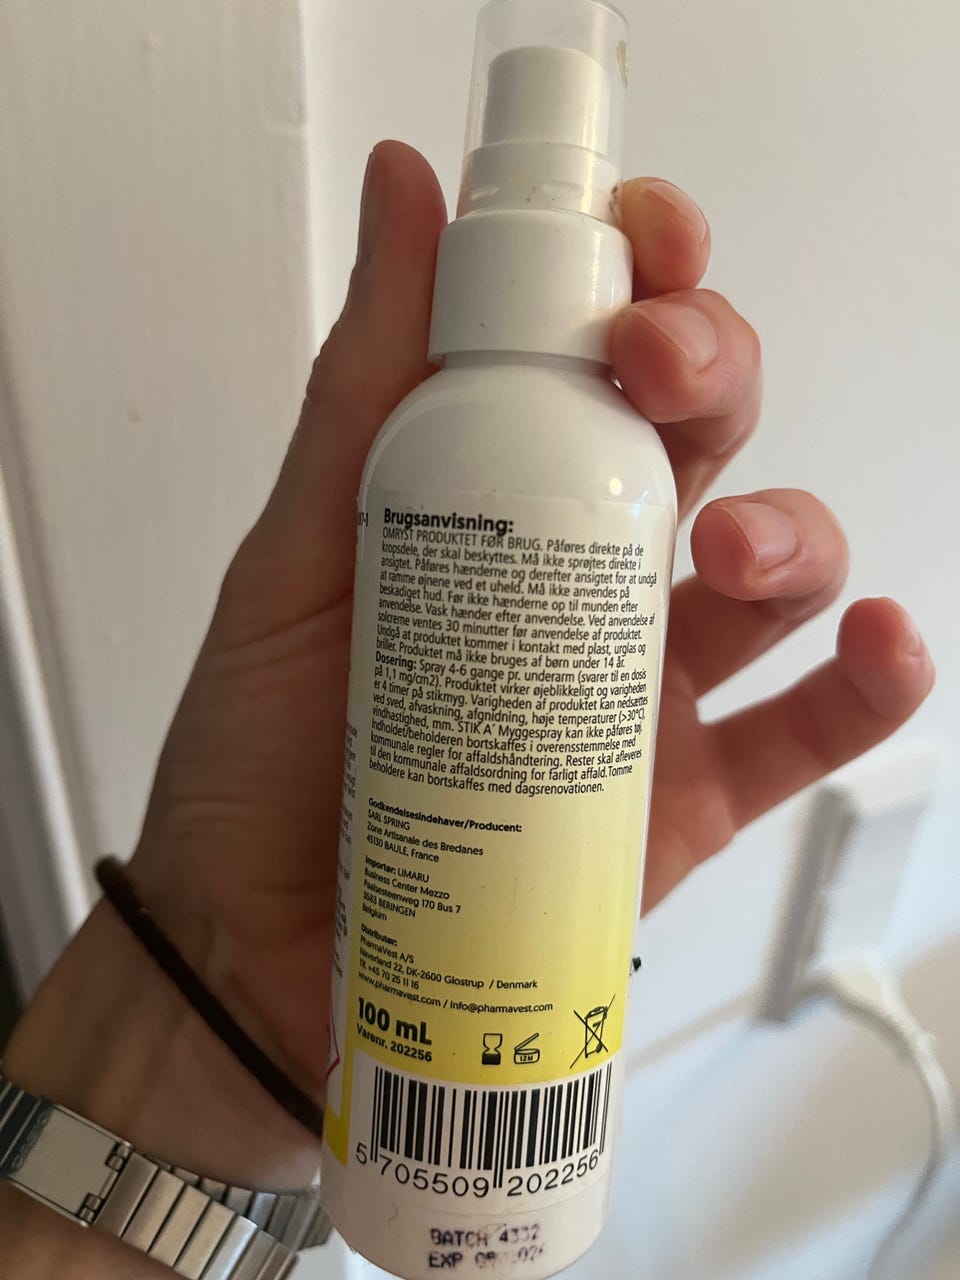 Brugsanvisning:
OMRYST PRODUKTET FØR BRUG. Påføres direkte på de
kropsdele, der skal beskyttes. Må ikke sprøjtes direkte i
ansigtet. Påføres hænderne og derefter ansigtet for at undgå
at ramme øjnene ved et uheld. Må ikke anvendes på
beskadiget hud. Før ikke hænderne op til munden efter
anvendelse. Vask hænder efter anvendelse. Ved anvendelse af
solcreme ventes 30 minutter før anvendelse af produktet.
Undgå at produktet kommer i kontakt med plast, urglas og
briller. Produktet må ikke bruges af børn under 14 år.
Dosering: Spray 4-6 gange pr. underarm (svarer til en dosis
på 1,1 mg/cm2). Produktet virker øjeblikkeligt og varigheden
er 4 timer på stikmyg. Varigheden af produktet kan nedsættes
ved sved, afvaskning, afgnidning, høje temperaturer (>30°C),
vindhastighed, mm. STIK A' Myggespray kan ikke påføres tøj.
Indholdet/beholderen bortskaffes i overensstemmelse med
kommunale regler for affaldshåndtering. Rester skal afleveres
til den kommunale affaldsordning for farligt affald. Tomme
beholdere kan bortskaffes med dagsrenovationen.
Godkendelsesindehaver/Producent:
SARL SPRING
Zone Artisanale des Bredanes
45130 BAULE, France
Importør: LIMARU
Business Center Mezzo
Paalsesteenweg 170 Bus 7
3583 BERINGEN
Belgium
Distributør:
PharmaVest A/S
Naverland 22, DK-2600 Glostrup / Denmark
Tlf. +45 70 25 11 16
www.pharmavest.com / Info@pharmavest.com
100 mL
Varenr. 202256
12M
5 705509 202256
BATCH 4332
EXP